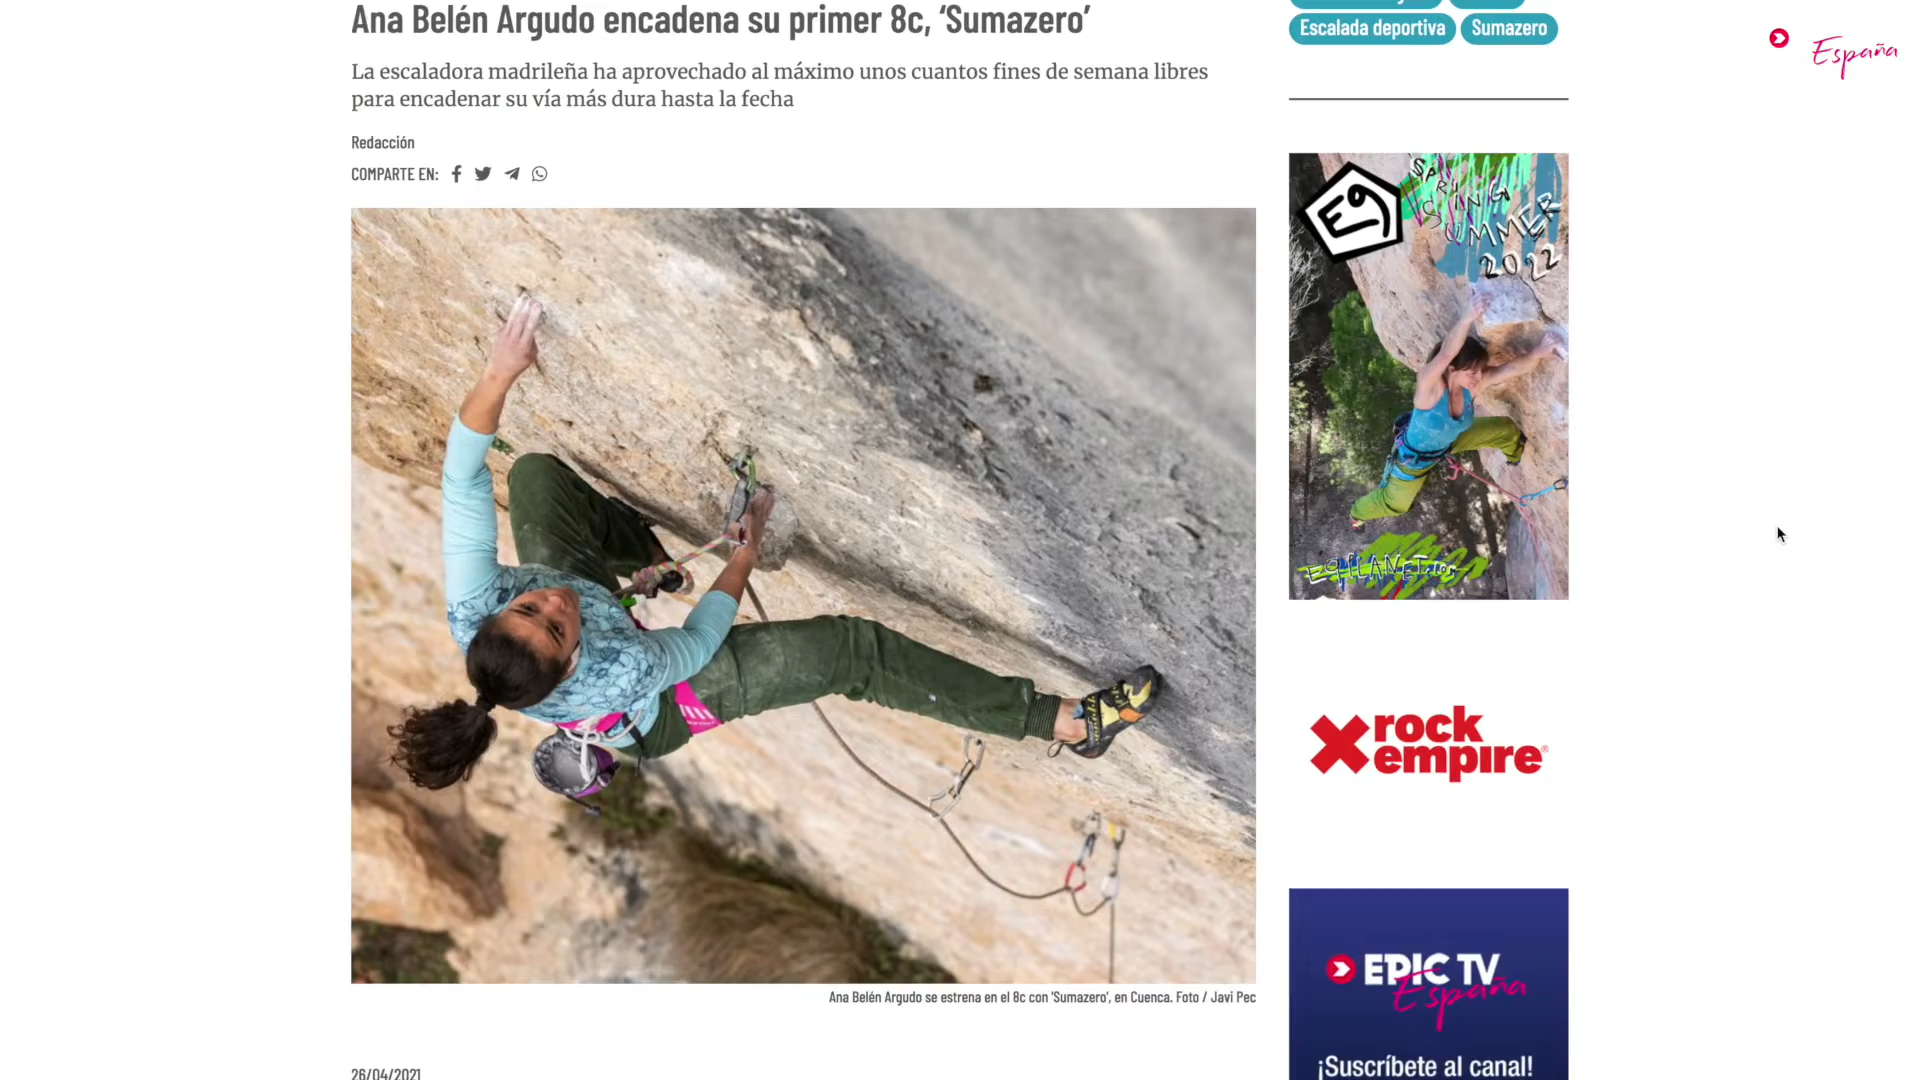 Ana Belén Argudo encadena su primer 8c, ‘Sumazero’
La escaladora madrileña ha aprovechado al máximo unos cuantos fines de semana libres
para encadenar su vía más dura hasta la fecha
Redacción
COMPARTE EN:
Ana Belén Argudo se estrena en el 8c con 'Sumazero', en Cuenca. Foto / Javi Pec
26/04/2021
Escalada deportiva
Sumazero
España
E9
SPRING
SUMMER
2022
E9PLANET.COM
rock
empire®
EPIC TV
España
¡Suscríbete al canal!